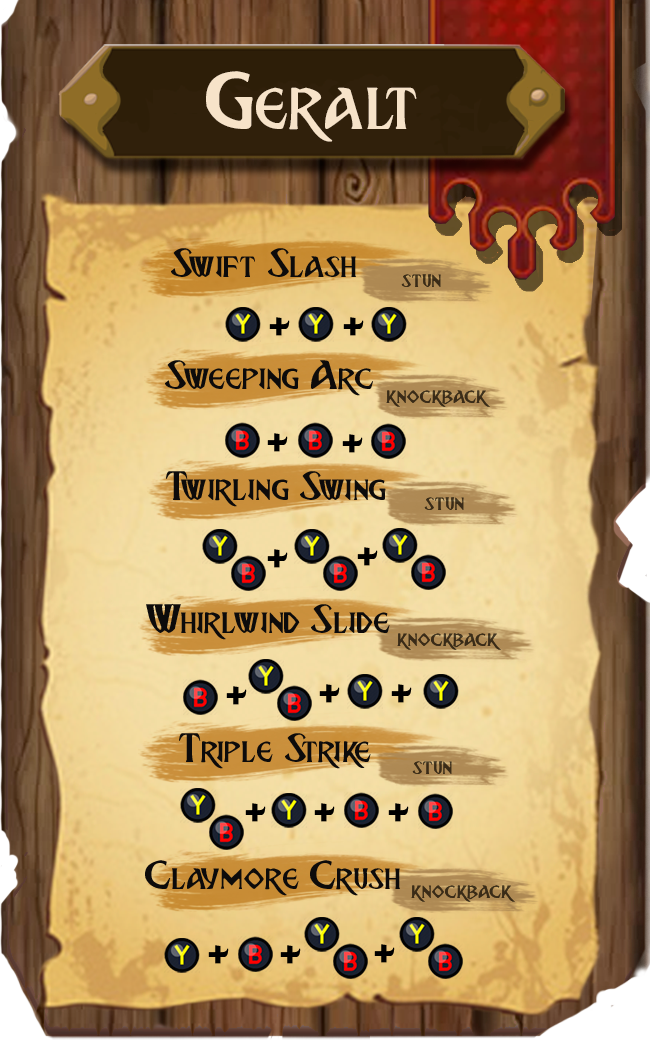 Geralt
Swift Slash
Stun
Y + Y + Y
Sweeping Arc
Knockback
B + B + B
Twirling Swing
Stun
Y B + Y B + Y B
Whirlwind Slide
Knockback
B + Y B + Y + Y
Triple Strike
Stun
Y B + Y + B + B
Claymore Crush
Knockback
Y + B + Y B + Y B